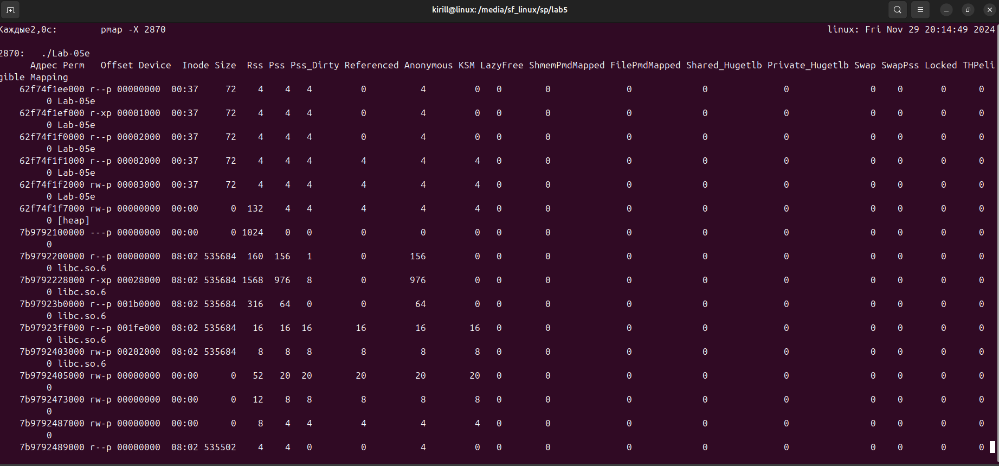 kirill@linux: /media/sf_linux/sp/lab5
Каждые2,0с: pmap -X 2870 linux: Fri Nov 29 20:14:49 2024
2870: ./Lab-05e
Адрес Perm Offset Device Inode Size Rss Pss Pss_Dirty Referenced Anonymous KSM LazyFree ShmemPmdMapped FilePmdMapped Shared_Hugetlb Private_Hugetlb Swap SwapPss Locked THPeli
gible Mapping
62f74f1ee000 r--p 00000000 00:37 72 4 4 4 0 4 0 0 0 0 0 0 0 0 0 0
0 Lab-05e
62f74f1ef000 r-xp 00001000 00:37 72 4 4 4 0 4 0 0 0 0 0 0 0 0 0 0
0 Lab-05e
62f74f1f0000 r--p 00002000 00:37 72 4 4 4 0 4 0 0 0 0 0 0 0 0 0 0
0 Lab-05e
62f74f1f1000 r--p 00002000 00:37 72 4 4 4 4 4 4 0 0 0 0 0 0 0 0 0
0 Lab-05e
62f74f1f2000 rw-p 00003000 00:37 72 4 4 4 4 4 4 0 0 0 0 0 0 0 0 0
0 Lab-05e
62f74f1f7000 rw-p 00000000 00:00 0 132 4 4 4 4 4 0 0 0 0 0 0 0 0 0
0 [heap]
7b9792100000 ---p 00000000 00:00 0 1024 0 0 0 0 0 0 0 0 0 0 0 0 0 0
0
7b9792200000 r--p 00000000 08:02 535684 160 156 1 0 156 0 0 0 0 0 0 0 0 0 0
0 libc.so.6
7b9792228000 r-xp 00028000 08:02 535684 1568 976 8 0 976 0 0 0 0 0 0 0 0 0 0
0 libc.so.6
7b97923b0000 r--p 001b0000 08:02 535684 316 64 0 0 64 0 0 0 0 0 0 0 0 0 0
0 libc.so.6
7b97923ff000 r--p 001fe000 08:02 535684 16 16 16 16 16 16 0 0 0 0 0 0 0 0 0
0 libc.so.6
7b9792403000 rw-p 00202000 08:02 535684 8 8 8 8 8 8 0 0 0 0 0 0 0 0 0
0 libc.so.6
7b9792405000 rw-p 00000000 00:00 0 52 20 20 20 20 20 0 0 0 0 0 0 0 0 0
0
7b9792473000 rw-p 00000000 00:00 0 12 8 8 8 8 8 0 0 0 0 0 0 0 0 0
0
7b9792487000 rw-p 00000000 00:00 0 8 4 4 4 4 4 0 0 0 0 0 0 0 0 0
0
7b9792489000 r--p 00000000 08:02 535502 4 4 0 0 4 0 0 0 0 0 0 0 0 0 0